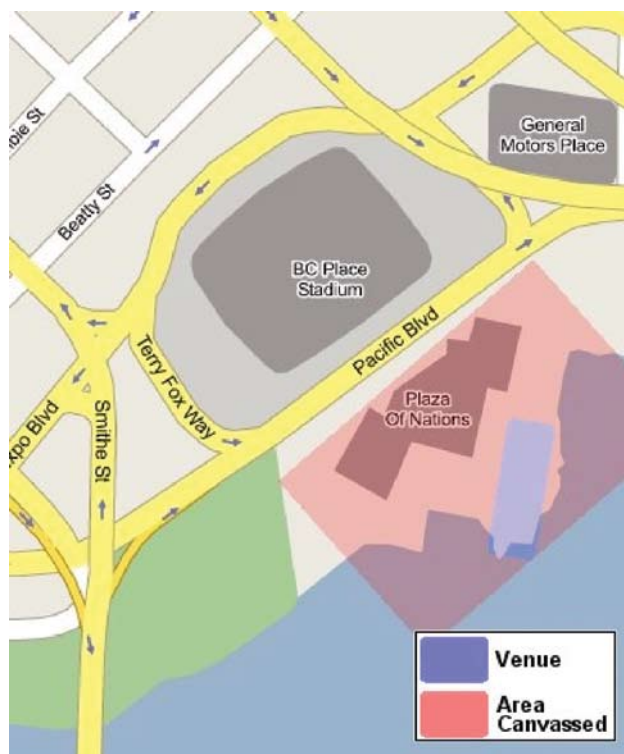 General
Motors Place
bie St
Beatty St
BC Place
Stadium
Pacific Blvd
Terry Fox Way
Plaza
Of Nations
xpo Blvd
Smithe St
Venue
Area
Canvassed